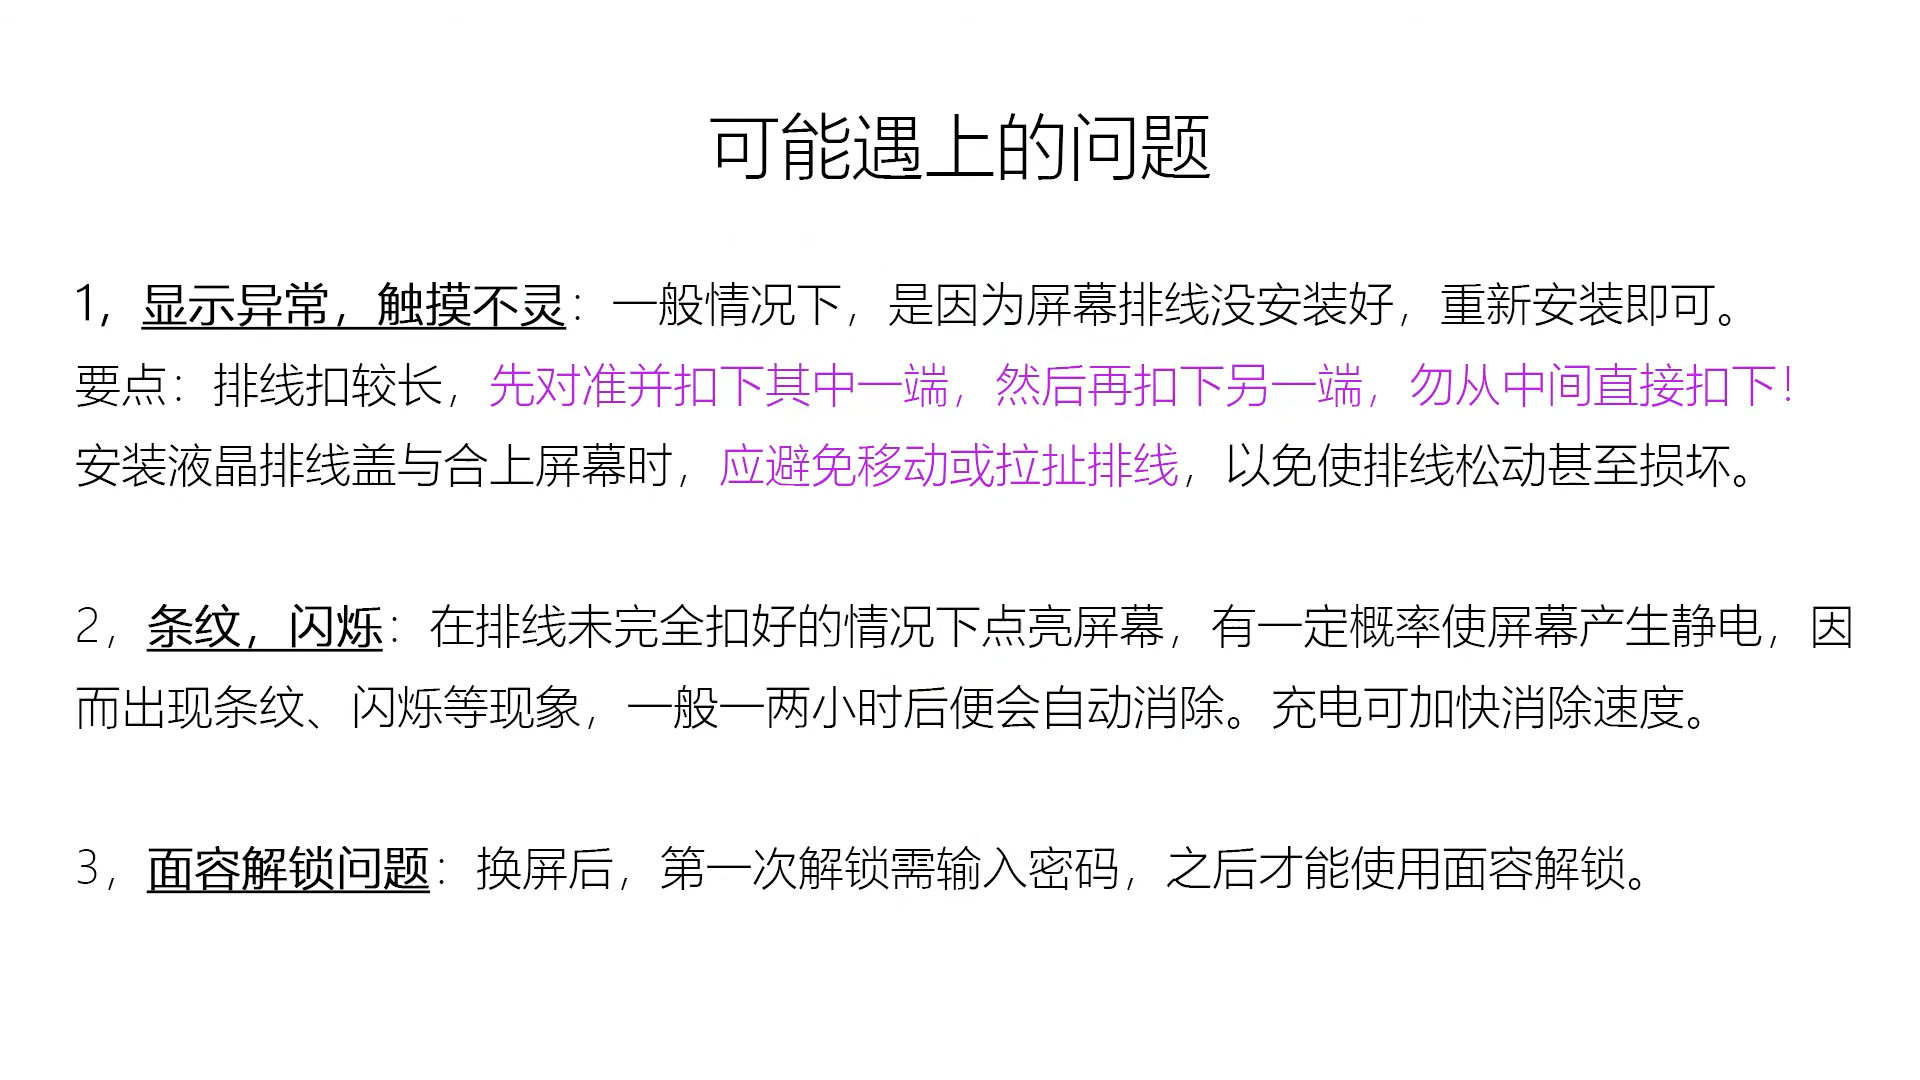 可能遇上的问题
1，显示异常，触摸不灵：一般情况下，是因为屏幕排线没安装好，重新安装即可。
要点：排线扣较长，先对准并扣下其中一端，然后再扣下另一端，勿从中间直接扣下！
安装液晶排线盖与合上屏幕时，应避免移动或拉扯排线，以免使排线松动甚至损坏。
2，条纹，闪烁：在排线未完全扣好的情况下点亮屏幕，有一定概率使屏幕产生静电，因
而出现条纹、闪烁等现象，一般一两小时后便会自动消除。充电可加快消除速度。
3，面容解锁问题：换屏后，第一次解锁需输入密码，之后才能使用面容解锁。